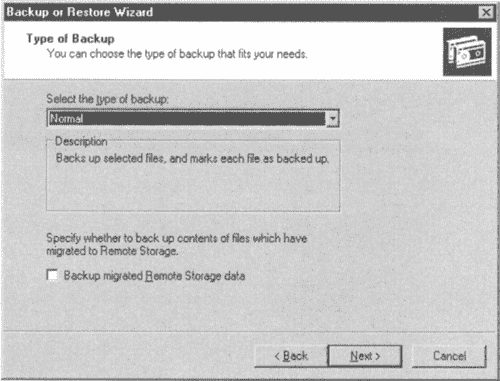 Backup or Restore Wizard
Type of Backup
You can choose the type of backup that fits your needs.
Select the type of backup:
Normal
Description
Backs up selected files, and marks each file as backed up.
Specify whether to back up contents of files which have
migrated to Remote Storage.
Backup migrated Remote Storage data
< Back
Next >
Cancel